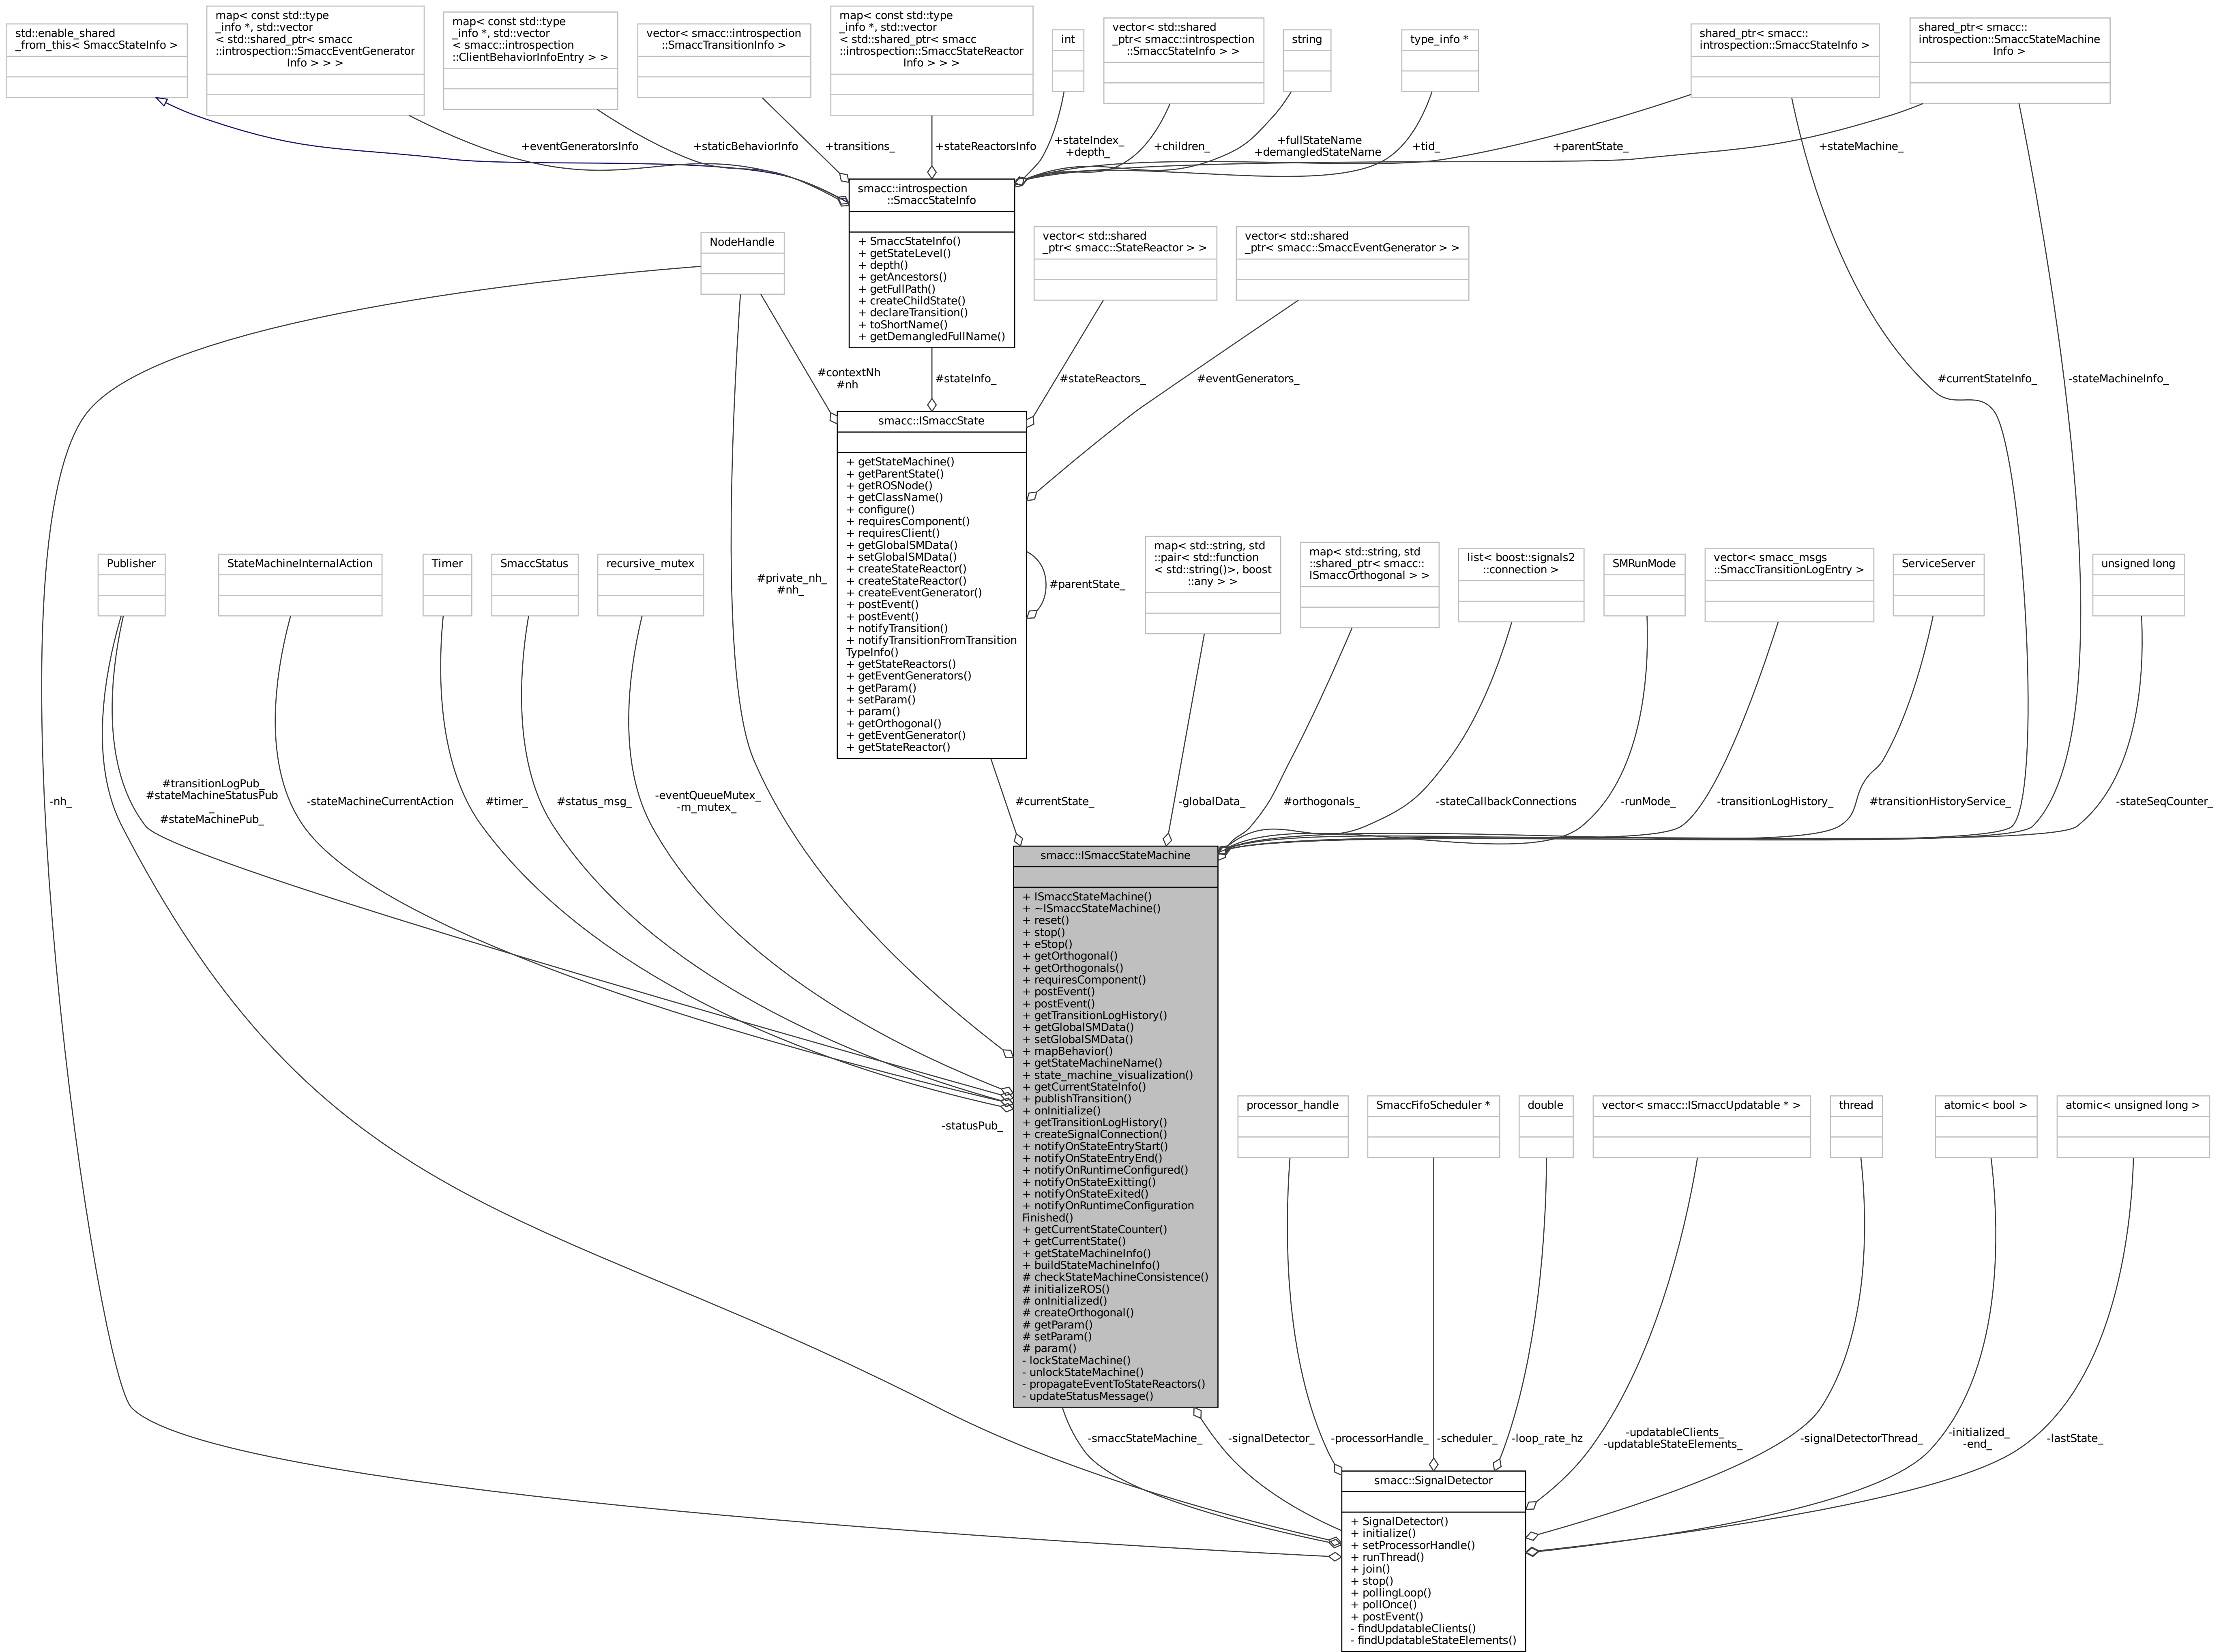 std::enable_shared
_from_this< SmaccStateInfo >
map< const std::type
_info *, std::vector
< std::shared_ptr< smacc
::introspection::SmaccEventGenerator
Info > > >
map< const std::type
_info *, std::vector
< smacc::introspection
::ClientBehaviorInfoEntry > >
vector< smacc::introspection
::SmaccTransitionInfo >
map< const std::type
_info *, std::vector
< std::shared_ptr< smacc
::introspection::SmaccStateReactor
Info > > >
int
vector< std::shared
_ptr< smacc::introspection
::SmaccStateInfo > >
string
type_info *
shared_ptr< smacc::
introspection::SmaccStateInfo >
shared_ptr< smacc::
introspection::SmaccStateMachine
Info >
+eventGeneratorsInfo
+staticBehaviorInfo
+transitions_
+stateReactorsInfo
+stateIndex_
+depth_
+children_
+fullStateName
+demangledStateName
+tid_
+parentState_
+stateMachine_
smacc::introspection
::SmaccStateInfo
+ SmaccStateInfo()
+ getStateLevel()
+ depth()
+ getAncestors()
+ getFullPath()
+ createChildState()
+ declareTransition()
+ toShortName()
+ getDemangledFullName()
NodeHandle
vector< std::shared
_ptr< smacc::StateReactor > >
vector< std::shared
_ptr< smacc::SmaccEventGenerator > >
#contextNh
#nh
#stateInfo_
#stateReactors_
#eventGenerators_
#currentStateInfo_
-stateMachineInfo_
smacc::ISmaccState
+ getStateMachine()
+ getParentState()
+ getROSNode()
+ getClassName()
+ configure()
+ requiresComponent()
+ requiresClient()
+ getGlobalSMData()
+ setGlobalSMData()
+ createStateReactor()
+ createStateReactor()
+ createEventGenerator()
+ postEvent()
+ postEvent()
+ notifyTransition()
+ notifyTransitionFromTransition
TypeInfo()
+ getStateReactors()
+ getEventGenerators()
+ getParam()
+ setParam()
+ param()
+ getOrthogonal()
+ getEventGenerator()
+ getStateReactor()
#parentState_
#private_nh_
#nh_
Publisher
StateMachineInternalAction
Timer
SmaccStatus
recursive_mutex
map< std::string, std
::pair< std::function
< std::string()>, boost
::any > >
map< std::string, std
::shared_ptr< smacc::
ISmaccOrthogonal > >
list< boost::signals2
::connection >
SMRunMode
vector< smacc_msgs
::SmaccTransitionLogEntry >
ServiceServer
unsigned long
-nh_
#transitionLogPub_
#stateMachineStatusPub
_
#stateMachinePub_
-stateMachineCurrentAction
#timer_
#status_msg_
-eventQueueMutex_
-m_mutex_
#currentState_
-globalData_
#orthogonals_
-stateCallbackConnections
-runMode_
-transitionLogHistory_
#transitionHistoryService_
-stateSeqCounter_
smacc::ISmaccStateMachine
+ ISmaccStateMachine()
+ ~ISmaccStateMachine()
+ reset()
+ stop()
+ eStop()
+ getOrthogonal()
+ getOrthogonals()
+ requiresComponent()
+ postEvent()
+ postEvent()
+ getTransitionLogHistory()
+ getGlobalSMData()
+ setGlobalSMData()
+ mapBehavior()
+ getStateMachineName()
+ state_machine_visualization()
+ getCurrentStateInfo()
+ publishTransition()
+ onInitialize()
+ getTransitionLogHistory()
+ createSignalConnection()
+ notifyOnStateEntryStart()
+ notifyOnStateEntryEnd()
+ notifyOnRuntimeConfigured()
+ notifyOnStateExitting()
+ notifyOnStateExited()
+ notifyOnRuntimeConfiguration
Finished()
+ getCurrentStateCounter()
+ getCurrentState()
+ getStateMachineInfo()
+ buildStateMachineInfo()
# checkStateMachineConsistence()
# initializeROS()
# onInitialized()
# createOrthogonal()
# getParam()
# setParam()
# param()
- lockStateMachine()
- unlockStateMachine()
- propagateEventToStateReactors()
- updateStatusMessage()
-statusPub_
processor_handle
SmaccFifoScheduler *
double
vector< smacc::ISmaccUpdatable * >
thread
atomic< bool >
atomic< unsigned long >
-smaccStateMachine_
-signalDetector_
-processorHandle_
-scheduler_
-loop_rate_hz
-updatableClients_
-updatableStateElements_
-signalDetectorThread_
-initialized_
-end_
-lastState_
smacc::SignalDetector
+ SignalDetector()
+ initialize()
+ setProcessorHandle()
+ runThread()
+ join()
+ stop()
+ pollingLoop()
+ pollOnce()
+ postEvent()
- findUpdatableClients()
- findUpdatableStateElements()